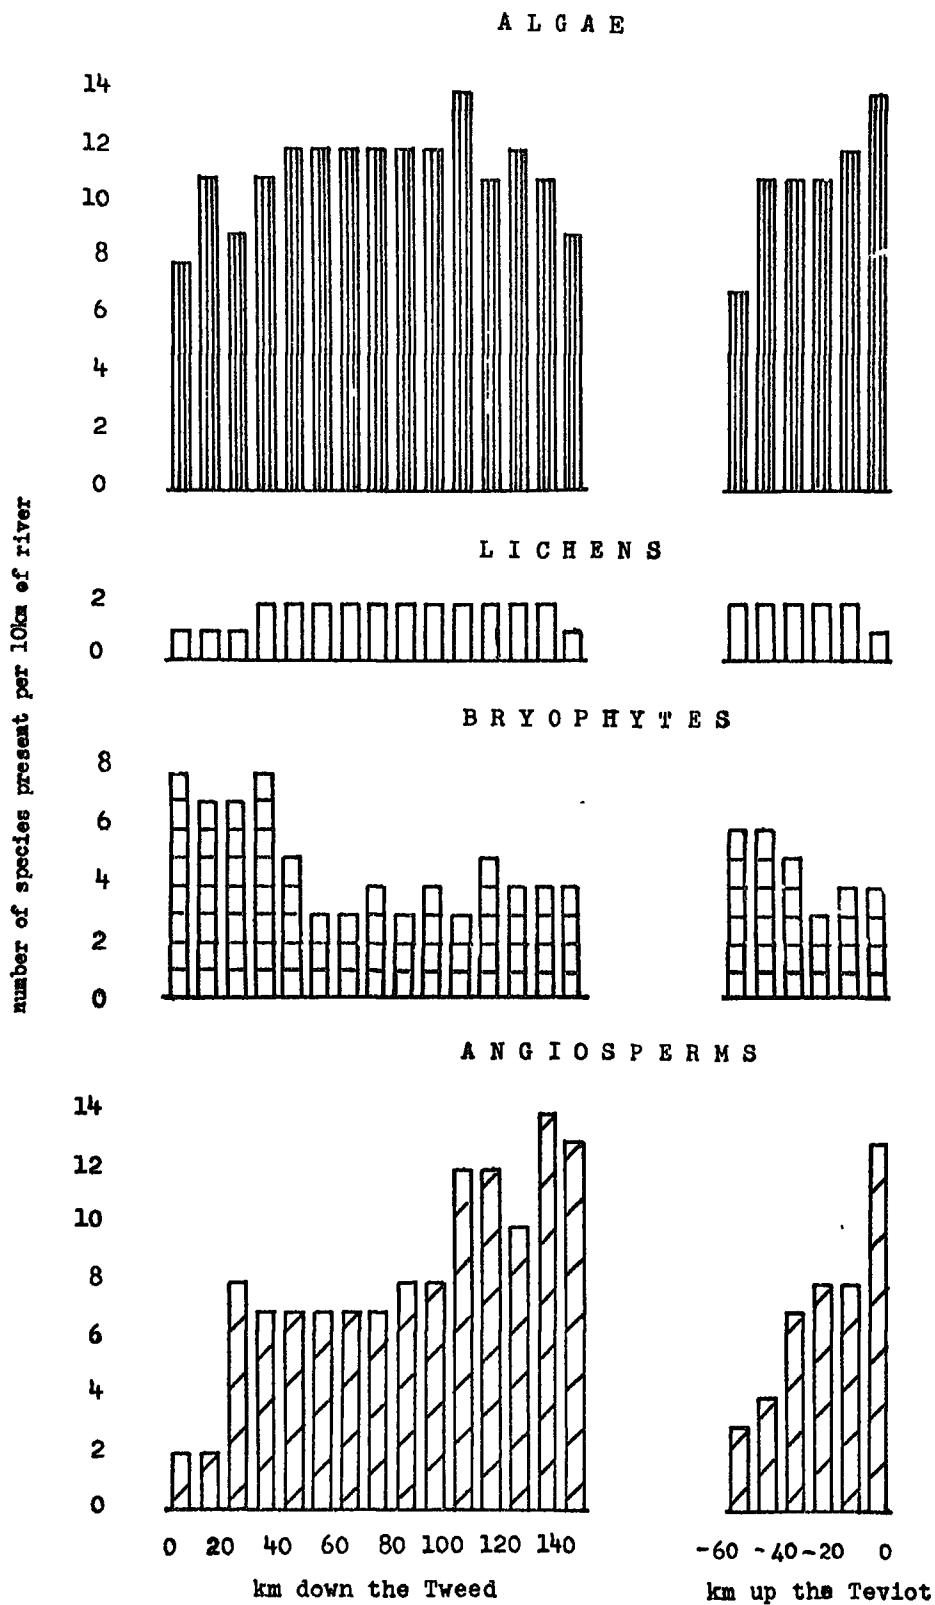 ALGAE
14
12
10
8
6
4
2
0
LICHENS
2
0
BRYOPHYTES
8
6
4
2
0
ANGIOSPERMS
14
12
10
8
6
4
2
0
0 20 40 60 80 100 120 140
-60 -40 -20 0
km down the Tweed
km up the Teviot
number of species present per 10km of river